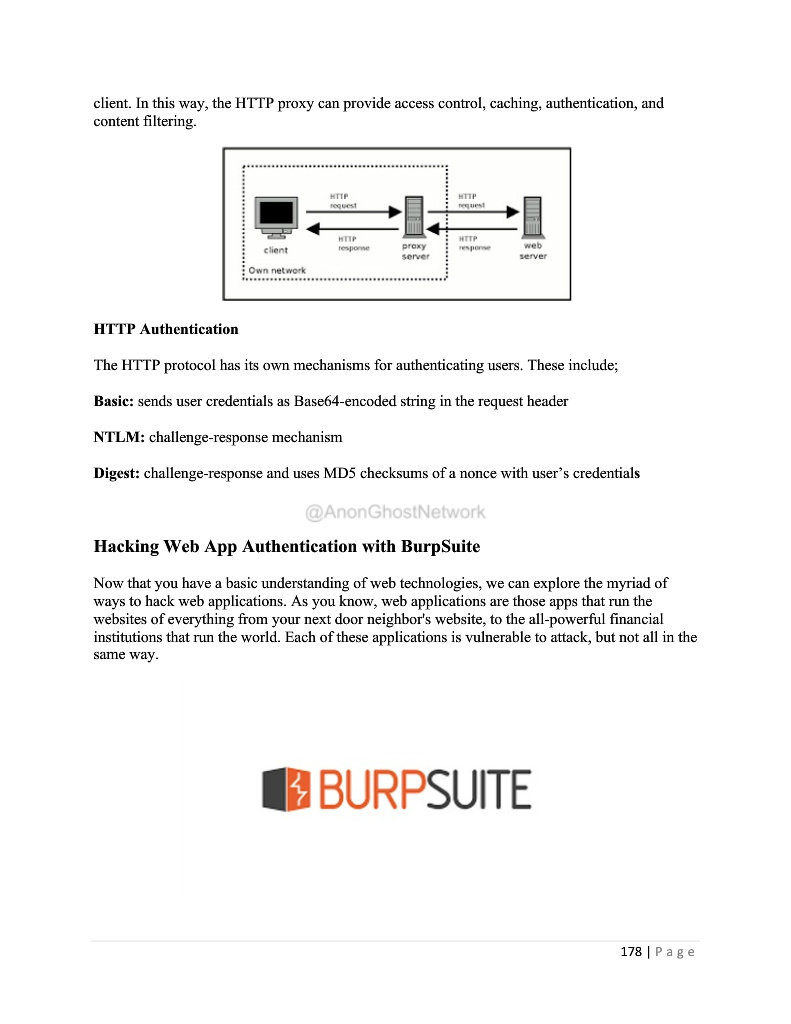 client. In this way, the HTTP proxy can provide access control, caching, authentication, and
content filtering.
HTTP
request
HTTP
request
HTTP
response
HTTP
response
client
proxy
server
web
server
Own network
HTTP Authentication
The HTTP protocol has its own mechanisms for authenticating users. These include;
Basic: sends user credentials as Base64-encoded string in the request header
NTLM: challenge-response mechanism
Digest: challenge-response and uses MD5 checksums of a nonce with user’s credentials
@AnonGhostNetwork
Hacking Web App Authentication with BurpSuite
Now that you have a basic understanding of web technologies, we can explore the myriad of
ways to hack web applications. As you know, web applications are those apps that run the
websites of everything from your next door neighbor's website, to the all-powerful financial
institutions that run the world. Each of these applications is vulnerable to attack, but not all in the
same way.
BURPSUITE
178 | P a g e